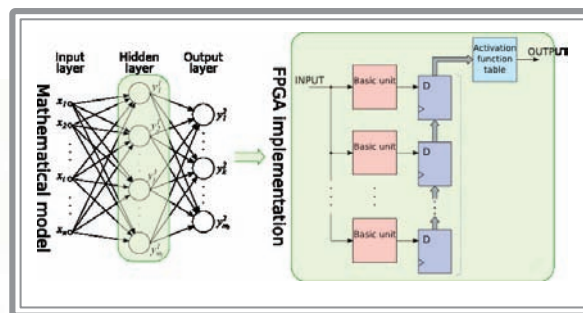 Mathematical model
Input layer
Hidden layer
Output layer
FPGA implementation
INPUT
Basic unit
D
Basic unit
D
Basic unit
D
Activation function table
OUTPUT